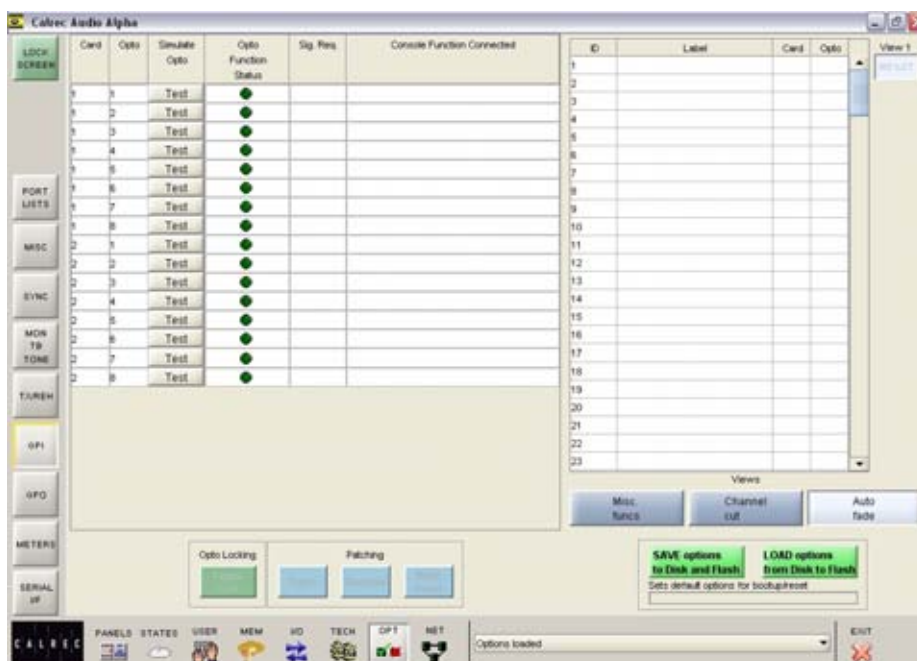 Calrec Audio Alpha
LOCK SCREEN
PORT LISTS
MISC
SYNC
MON TB TONE
T/UREH
GPI
GPO
METERS
SERIAL I/F
Card Opto Simulate Opto Opto Function Status Sig. Req. Console Function Connected
1 1 Test
1 2 Test
1 3 Test
1 4 Test
1 5 Test
1 6 Test
1 7 Test
1 8 Test
2 1 Test
2 2 Test
2 3 Test
2 4 Test
2 5 Test
2 6 Test
2 7 Test
2 8 Test
ID Label Card Opto
1
2
3
4
5
6
7
8
9
10
11
12
13
14
15
16
17
18
19
20
21
22
23
View 1
Views
Misc. funcs
Channel cut
Auto fade
Opto Locking
Patching
SAVE options to Disk and Flash
LOAD options from Disk to Flash
Sets default options for bootup/reset
CALREC
PANELS STATES USER MEM I/O TECH OPT NET
Options loaded
EXIT